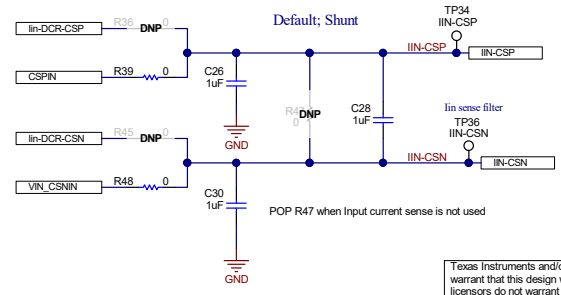 Iin-DCR-CSP R36 DNP 0
Default; Shunt
TP34
IIN-CSP
IIN-CSP IIN-CSP
CSPIN R39 0
C26
1uF
GND
DNP
0
C28
1uF
Iin sense filter
TP36
IIN-CSN
Iin-DCR-CSN R45 DNP 0
IIN-CSN IIN-CSN
VIN_CSNIN R48 0
C30
1uF
GND
POP R47 when Input current sense is not used
Texas Instruments and/o
warrant that this design w
licensors do not warrant